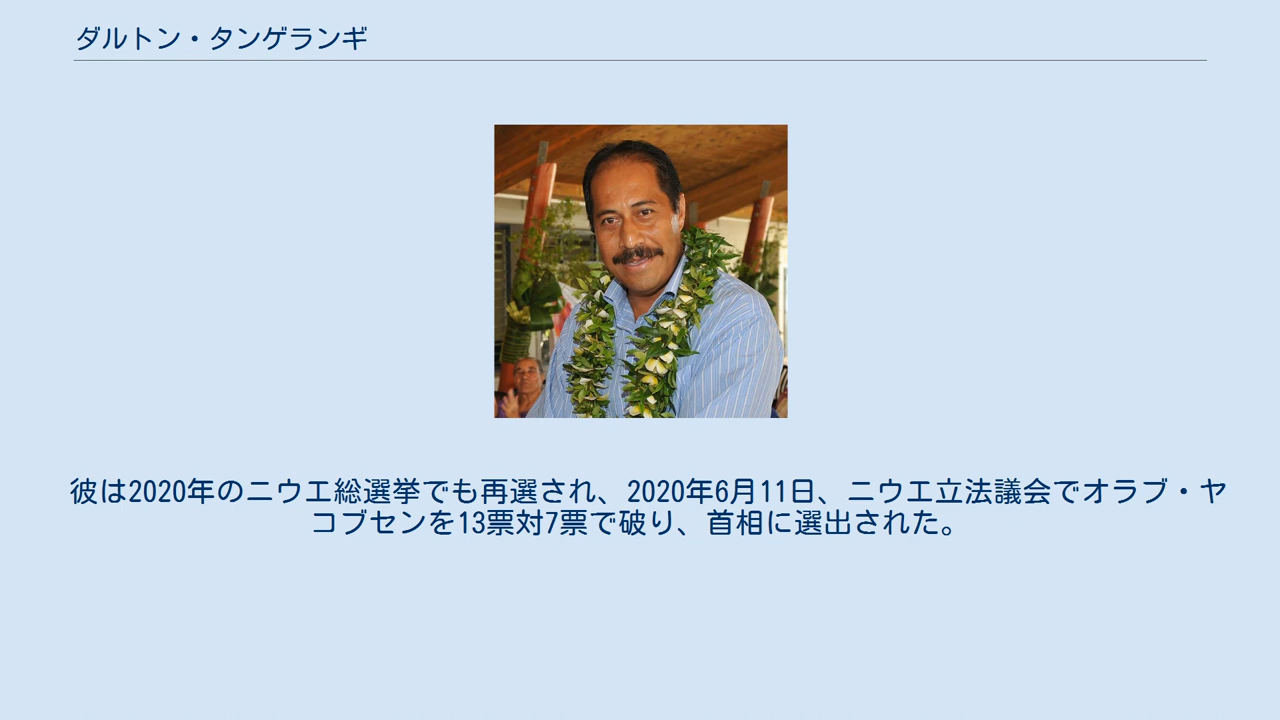 ダルトン・タンゲランギ
彼は2020年のニウエ総選挙でも再選され、2020年6月11日、ニウエ立法議会でオラブ・ヤ
コブセンを13票対7票で破り、首相に選出された。